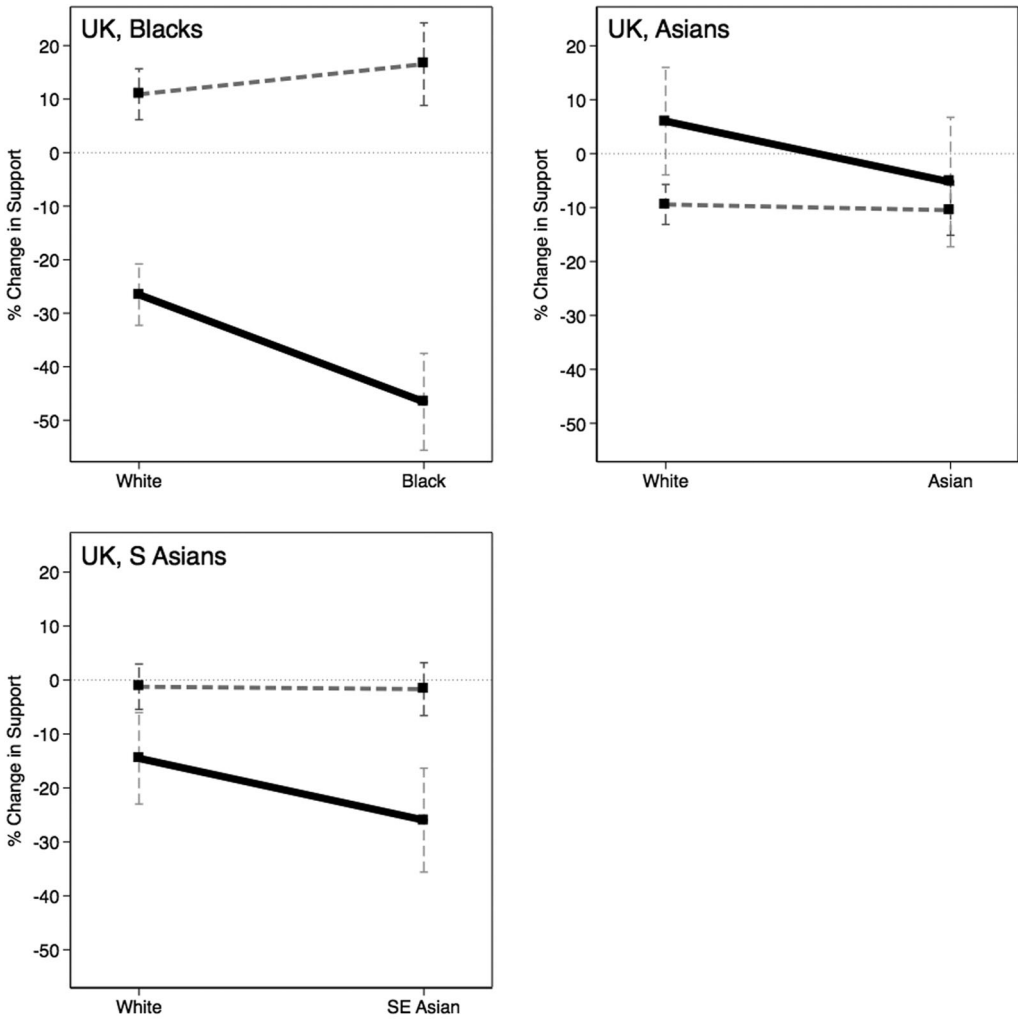 UK, Blacks
% Change in Support
20
10
0
-10
-20
-30
-40
-50
White Black
UK, Asians
% Change in Support
20
10
0
-10
-20
-30
-40
-50
White Asian
UK, S Asians
% Change in Support
20
10
0
-10
-20
-30
-40
-50
White SE Asian